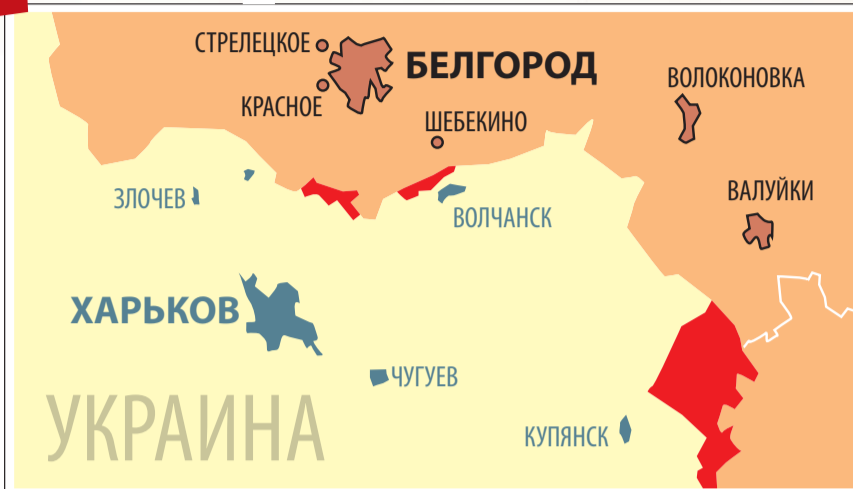 СТРЕЛЕЦКОЕ
БЕЛГОРОД
ВОЛОКОНОВКА
КРАСНОЕ
ШЕБЕКИНО
ЗЛОЧЕВ
ВАЛУЙКИ
ВОЛЧАНСК
ХАРЬКОВ
ЧУГУЕВ
УКРАИНА
КУПЯНСК